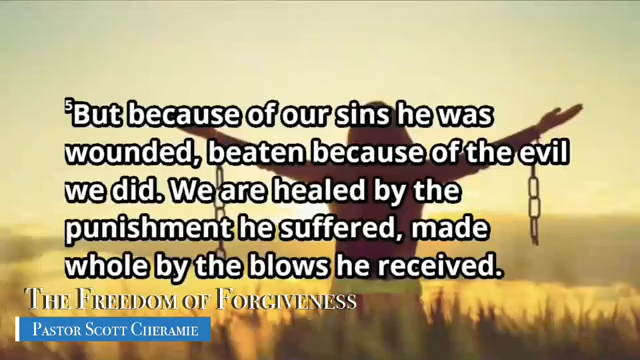 5But because of our sins he was
wounded, beaten because of the evil
we did. We are healed by the
punishment he suffered, made
whole by the blows he received.
The Freedom of Forgiveness
Pastor Scott Cheramie